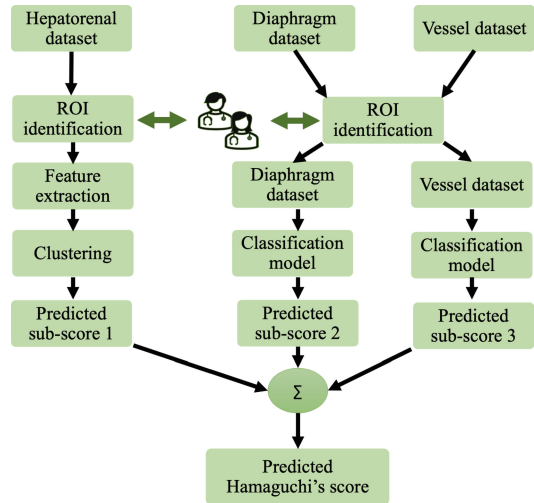 Hepatorenal
dataset
Diaphragm
dataset
Vessel dataset
ROI
identification
ROI
identification
Feature
extraction
Diaphragm
dataset
Vessel dataset
Clustering
Classification
model
Classification
model
Predicted
sub-score 1
Predicted
sub-score 2
Predicted
sub-score 3
Σ
Predicted
Hamaguchi's score